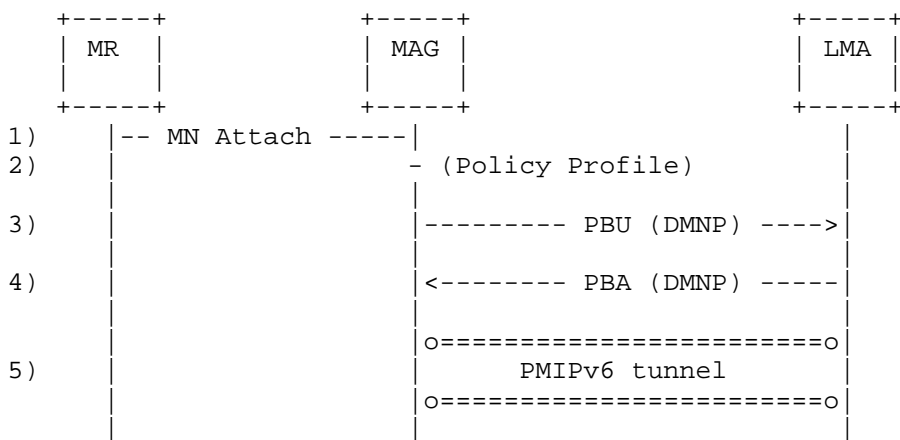 MR MAG LMA
1) -- MN Attach -----
2) - (Policy Profile)
3) --------- PBU (DMNP) ---->
4) <-------- PBA (DMNP) -----
o=======================o
5) PMIPv6 tunnel
o=======================o